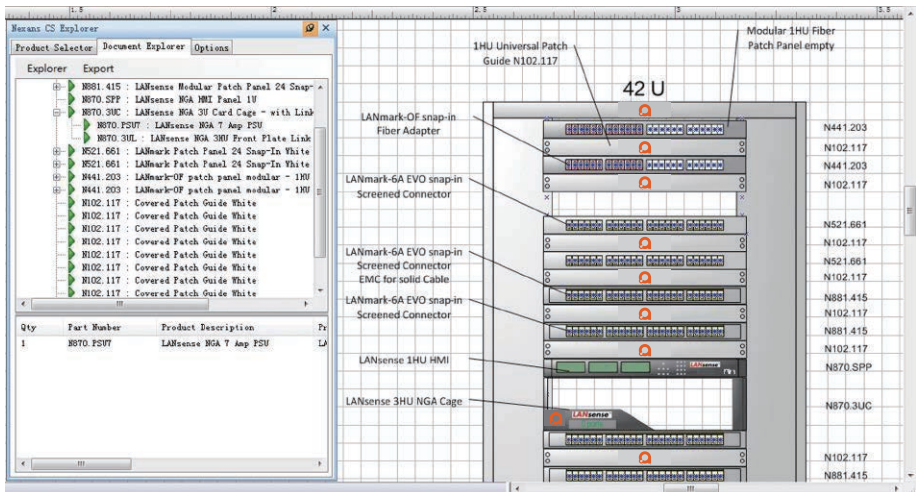 1.5
2
2.5
3
3.5
Nexans CS Explorer
Product Selector Document Explorer Options
Explorer Export
N881.415 : LANsense Modular Patch Panel 24 Snap-
N870.SPP : LANsense NGA HMI Panel 1U
N870.3UC : LANsense NGA 3U Card Cage - with Link
N870.PSU7 : LANsense NGA 7 Amp PSU
N870.3UL : LANsense NGA 3HU Front Plate Link
N521.661 : LANmark Patch Panel 24 Snap-In White
N521.661 : LANmark Patch Panel 24 Snap-In White
N441.203 : LANmark-OF patch panel modular - 1HU
N441.203 : LANmark-OF patch panel modular - 1HU
N102.117 : Covered Patch Guide White
N102.117 : Covered Patch Guide White
N102.117 : Covered Patch Guide White
N102.117 : Covered Patch Guide White
N102.117 : Covered Patch Guide White
N102.117 : Covered Patch Guide White
N102.117 : Covered Patch Guide White
N102.117 : Covered Patch Guide White
Qty Part Number Product Description Pr
1 N870.PSU7 LANsense NGA 7 Amp PSU LA
1HU Universal Patch
Guide N102.117
Modular 1HU Fiber
Patch Panel empty
42 U
LANmark-OF snap-in
Fiber Adapter
LANmark-6A EVO snap-in
Screened Connector
LANmark-6A EVO snap-in
Screened Connector
EMC for solid Cable
LANmark-6A EVO snap-in
Screened Connector
LANsense 1HU HMI
LANsense 3HU NGA Cage
LANsense
LANsense
N441.203
N102.117
N441.203
N102.117
N521.661
N102.117
N521.661
N102.117
N881.415
N102.117
N881.415
N102.117
N870.SPP
N870.3UC
N102.117
N881.415